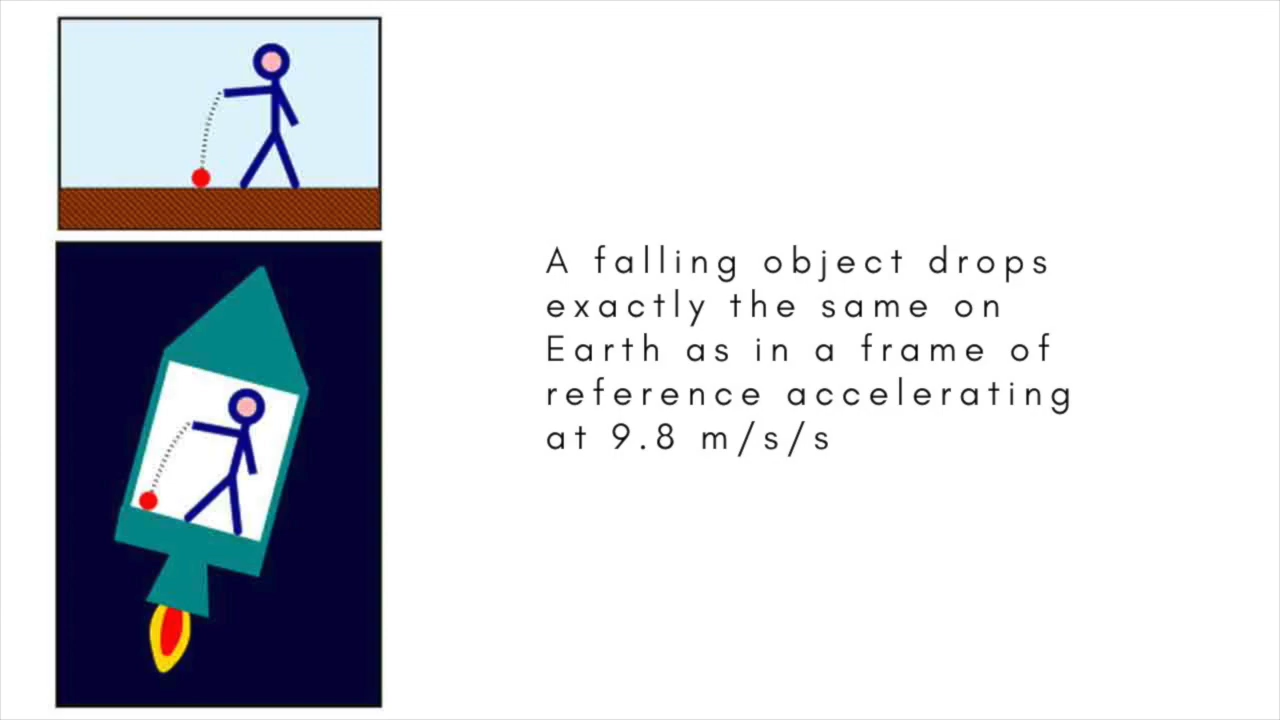 A falling object drops
exactly the same on
Earth as in a frame of
reference accelerating
at 9.8 m/s/s